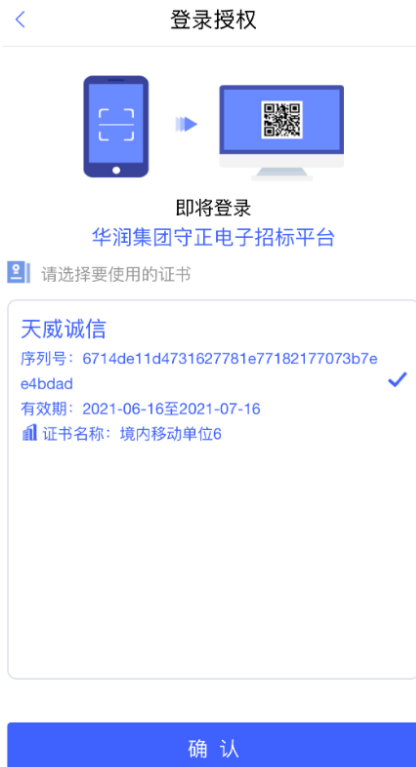 登录授权
即将登录
华润集团守正电子招标平台
请选择要使用的证书
天威诚信
序列号：6714de11d4731627781e77182177073b7e
e4bdad
有效期：2021-06-16至2021-07-16
证书名称：境内移动单位6
确 认